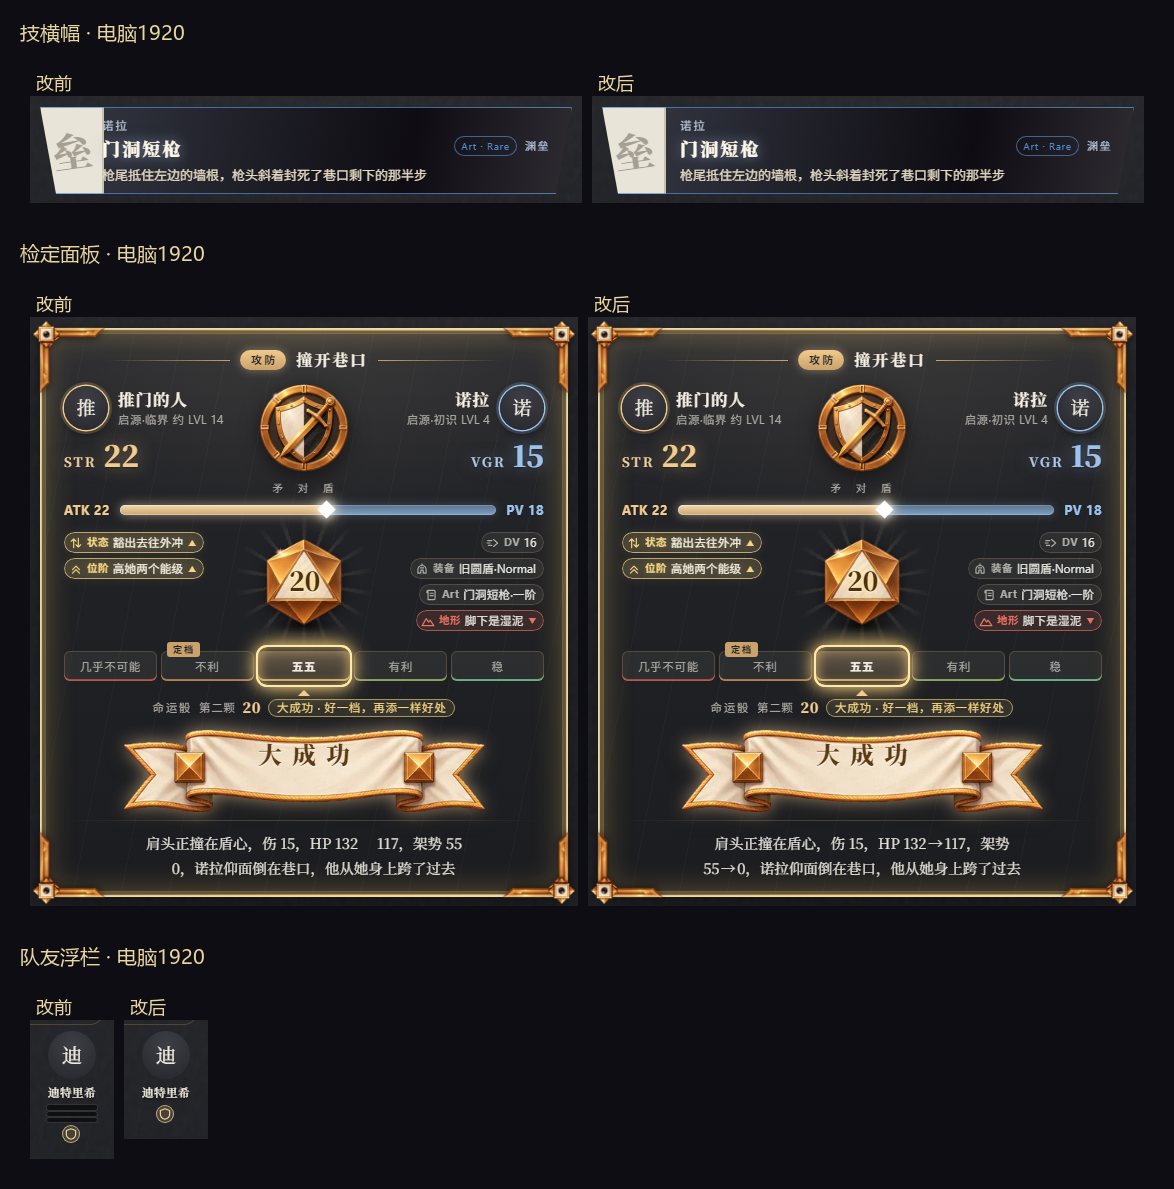 技横幅 · 电脑1920
改前
改后
垒
诺拉
门洞短枪
枪尾抵住左边的墙根，枪头斜着封死了巷口剩下的那半步
Art · Rare
渊垒
垒
诺拉
门洞短枪
枪尾抵住左边的墙根，枪头斜着封死了巷口剩下的那半步
Art · Rare
渊垒
检定面板 · 电脑1920
改前
攻防 撞开巷口
推
推门的人
启源·临界 约 LVL 14
STR 22
诺拉
启源·初识 LVL 4
诺
VGR 15
矛 对 盾
ATK 22
PV 18
状态 豁出去往外冲
位阶 高她两个能级
20
DV 16
装备 旧圆盾·Normal
Art 门洞短枪·一阶
地形 脚下是湿泥
定档
几乎不可能 不利 五五 有利 稳
命运骰 第二颗 20 大成功 · 好一档，再添一样好处
大成功
肩头正撞在盾心，伤 15，HP 132 117，架势 55
0，诺拉仰面倒在巷口，他从她身上跨了过去
改后
攻防 撞开巷口
推
推门的人
启源·临界 约 LVL 14
STR 22
诺拉
启源·初识 LVL 4
诺
VGR 15
矛 对 盾
ATK 22
PV 18
状态 豁出去往外冲
位阶 高她两个能级
20
DV 16
装备 旧圆盾·Normal
Art 门洞短枪·一阶
地形 脚下是湿泥
定档
几乎不可能 不利 五五 有利 稳
命运骰 第二颗 20 大成功 · 好一档，再添一样好处
大成功
肩头正撞在盾心，伤 15，HP 132→117，架势
55→0，诺拉仰面倒在巷口，他从她身上跨了过去
队友浮栏 · 电脑1920
改前
迪
迪特里希
改后
迪
迪特里希